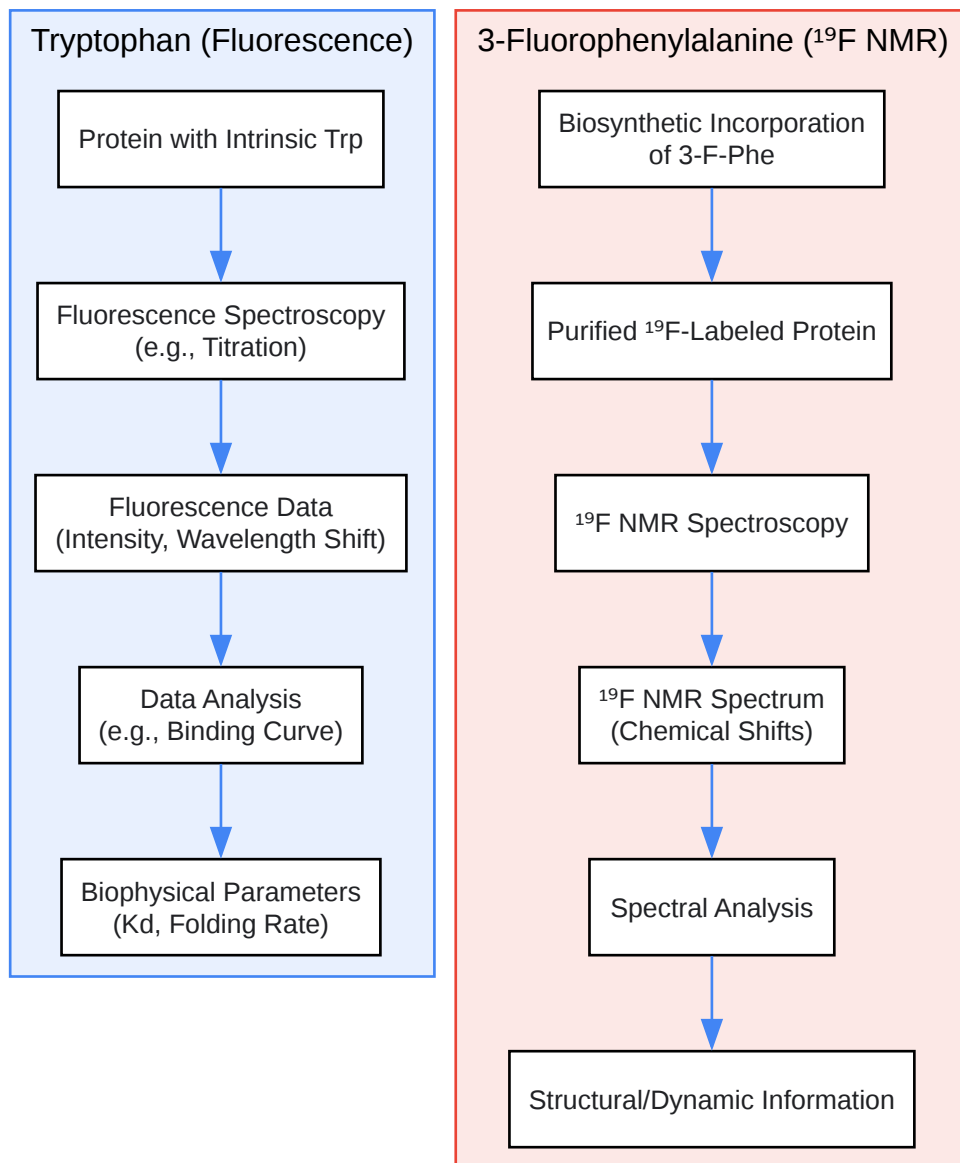 Tryptophan (Fluorescence)
Protein with Intrinsic Trp
Fluorescence Spectroscopy
(e.g., Titration)
Fluorescence Data
(Intensity, Wavelength Shift)
Data Analysis
(e.g., Binding Curve)
Biophysical Parameters
(Kd, Folding Rate)
3-Fluorophenylalanine (¹⁹F NMR)
Biosynthetic Incorporation
of 3-F-Phe
Purified ¹⁹F-Labeled Protein
¹⁹F NMR Spectroscopy
¹⁹F NMR Spectrum
(Chemical Shifts)
Spectral Analysis
Structural/Dynamic Information